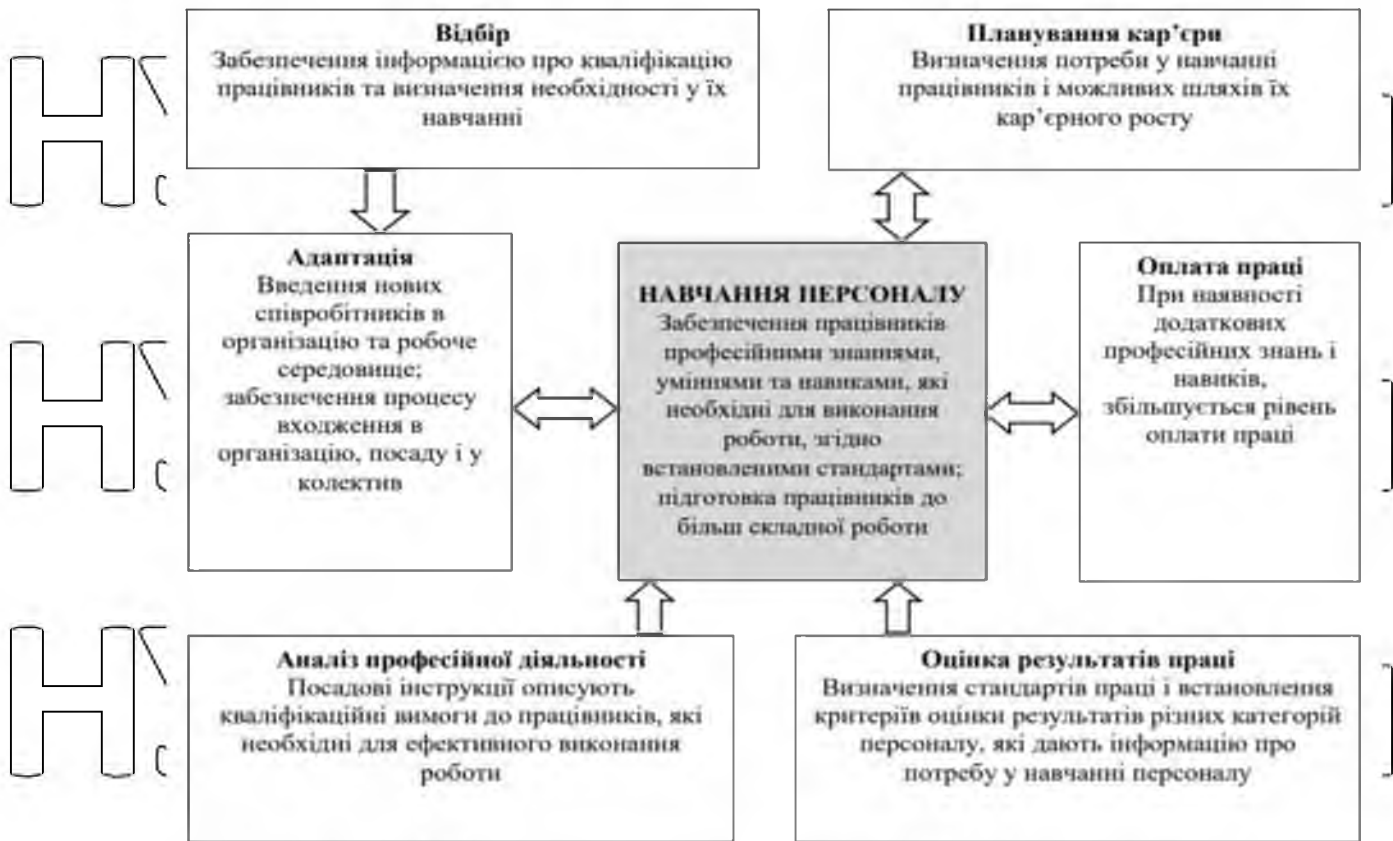 Відбір
Забезпечення інформацією про кваліфікацію
працівників та визначення необхідності у їх
навчанні
Планування кар’єри
Визначення потреби у навчанні
працівників і можливих шляхів їх
кар’єрного росту
Адаптація
Введення нових
співробітників в
організацію та робоче
середовище;
забезпечення процесу
входження в
організацію, посаду і у
колектив
НАВЧАННЯ ПЕРСОНАЛУ
Забезпечення працівників
професійними знаннями,
уміннями та навиками, які
необхідні для виконання
роботи, згідно
встановленими стандартами;
підготовка працівників до
більш складної роботи
Оплата праці
При наявності
додаткових
професійних знань і
навиків,
збільшується рівень
оплати праці
Аналіз професійної діяльності
Посадові інструкції описують
кваліфікаційні вимоги до працівників, які
необхідні для ефективного виконання
роботи
Оцінка результатів праці
Визначення стандартів праці і встановлення
критеріїв оцінки результатів різних категорій
персоналу, які дають інформацію про
потребу у навчанні персоналу